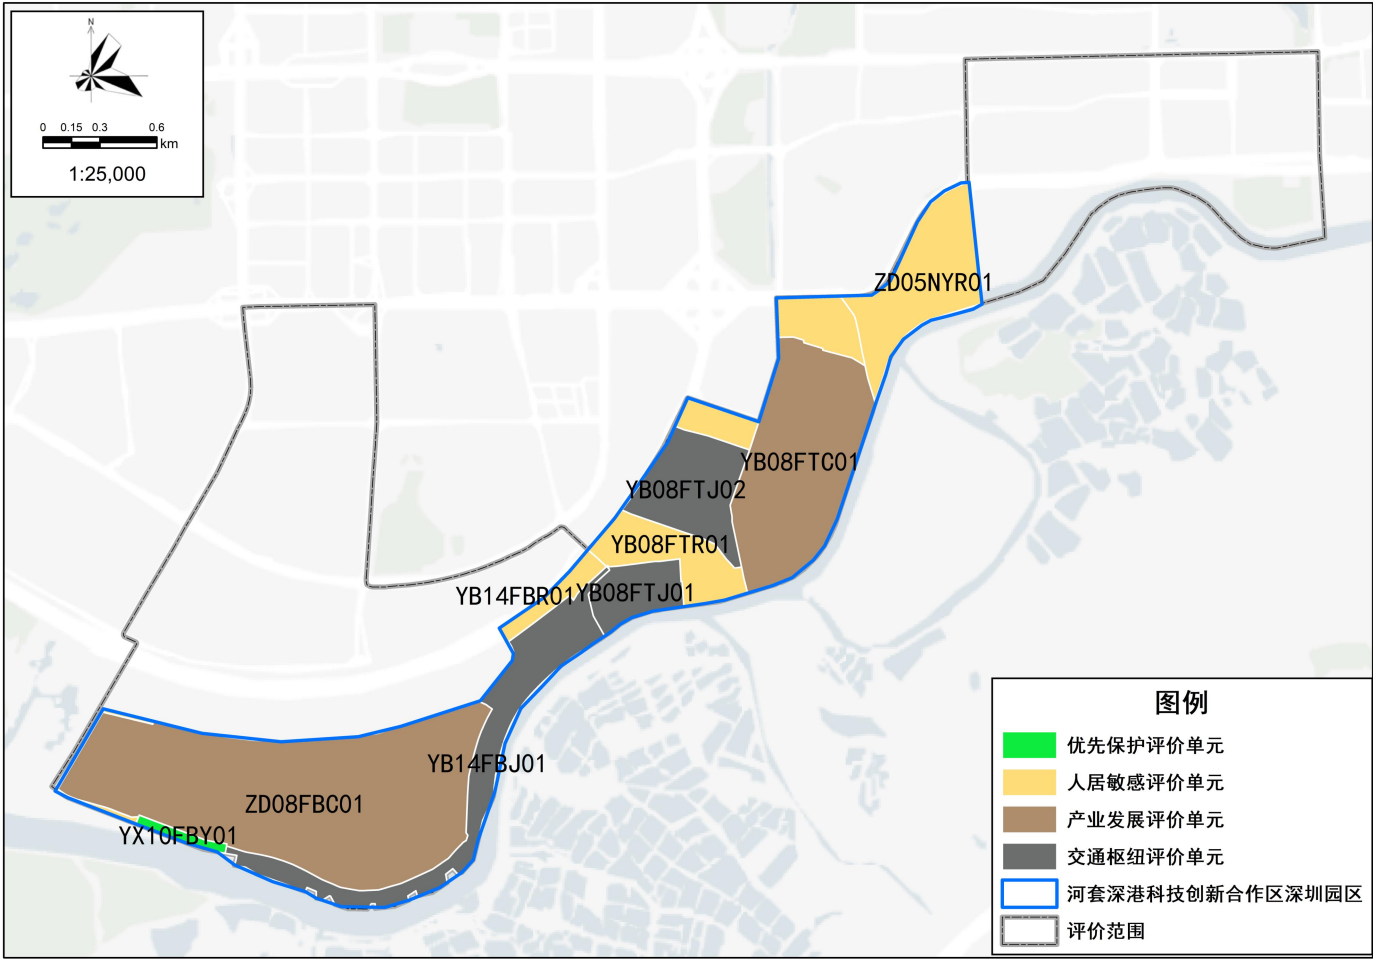 N
0 0.15 0.3 0.6
km
1:25,000
ZD05NYR01
YB08FTC01
YB08FTJ02
YB08FTR01
YB14FBR01
YB08FTJ01
YB14FBJ01
ZD08FBC01
YX10FBY01
图例
优先保护评价单元
人居敏感评价单元
产业发展评价单元
交通枢纽评价单元
河套深港科技创新合作区深圳园区
评价范围